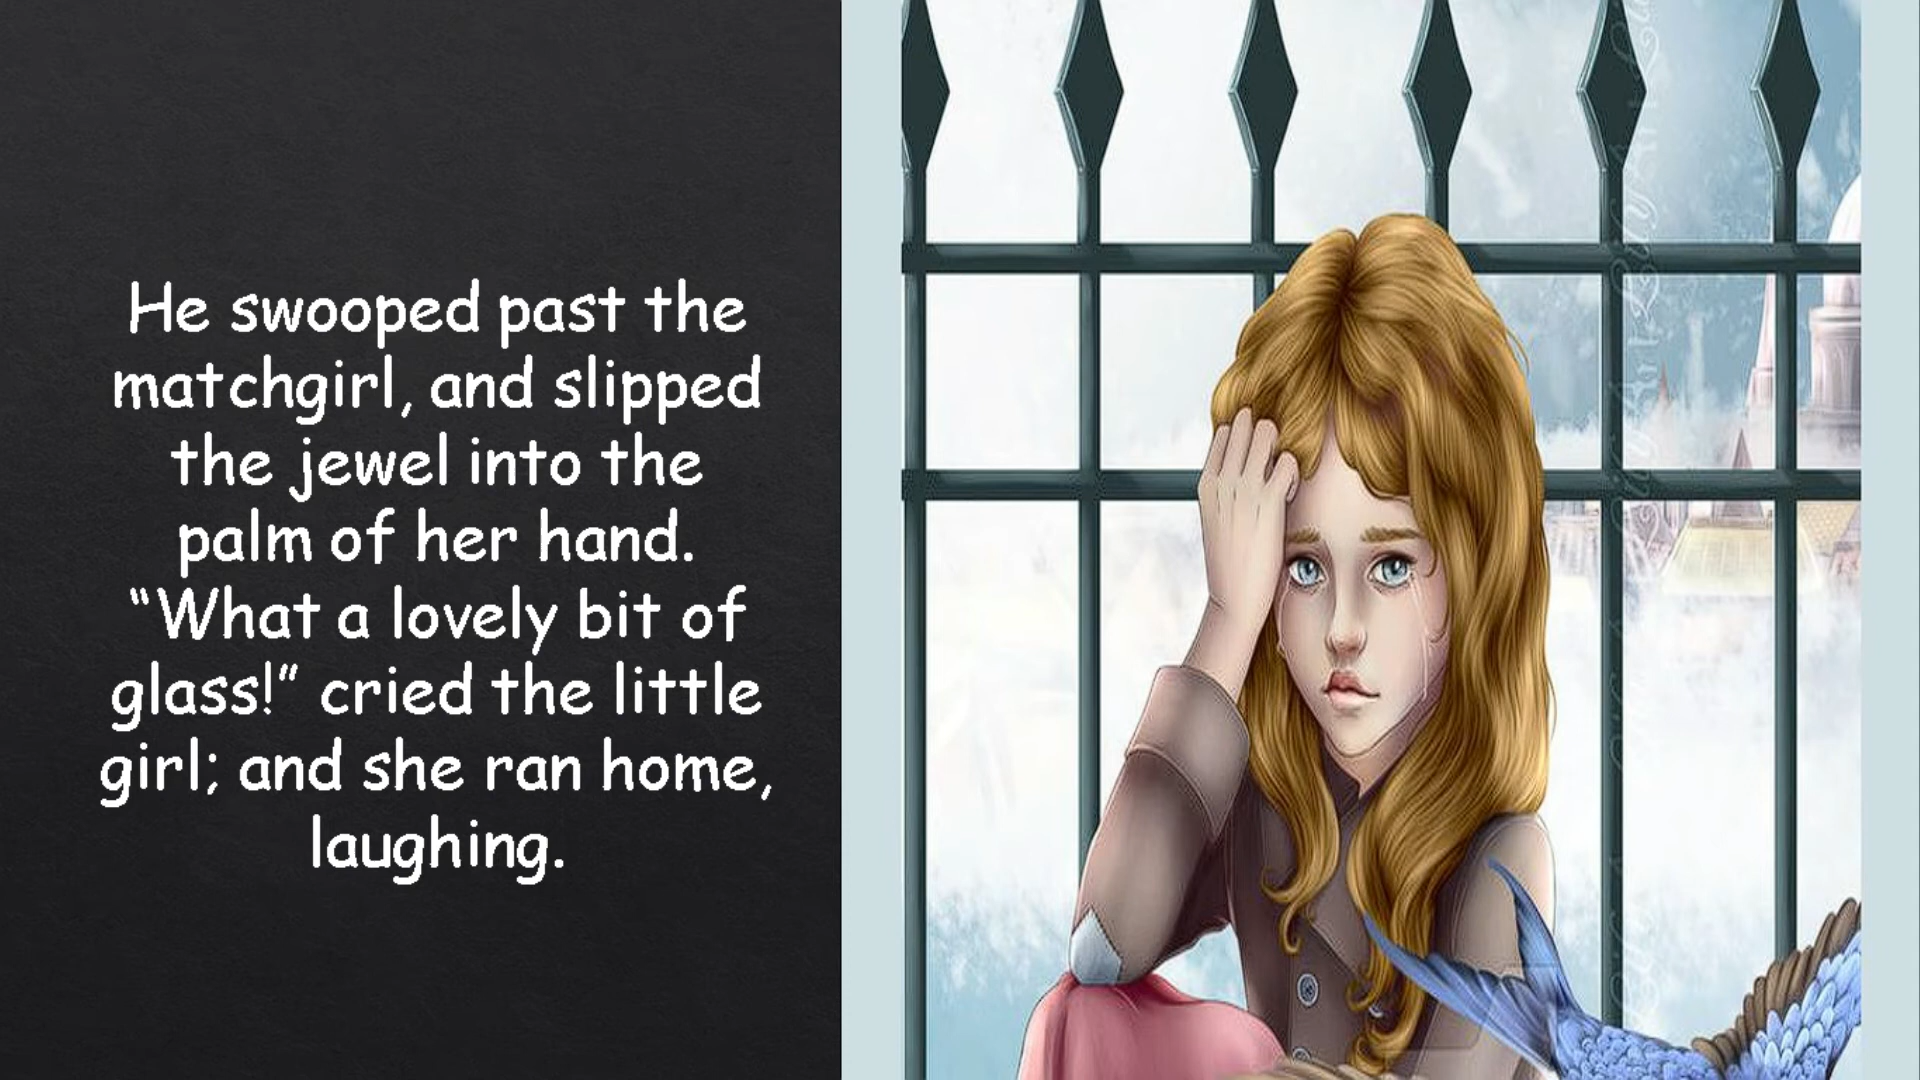 He swooped past the
matchgirl, and slipped
the jewel into the
palm of her hand.
“What a lovely bit of
glass!” cried the little
girl; and she ran home,
laughing.